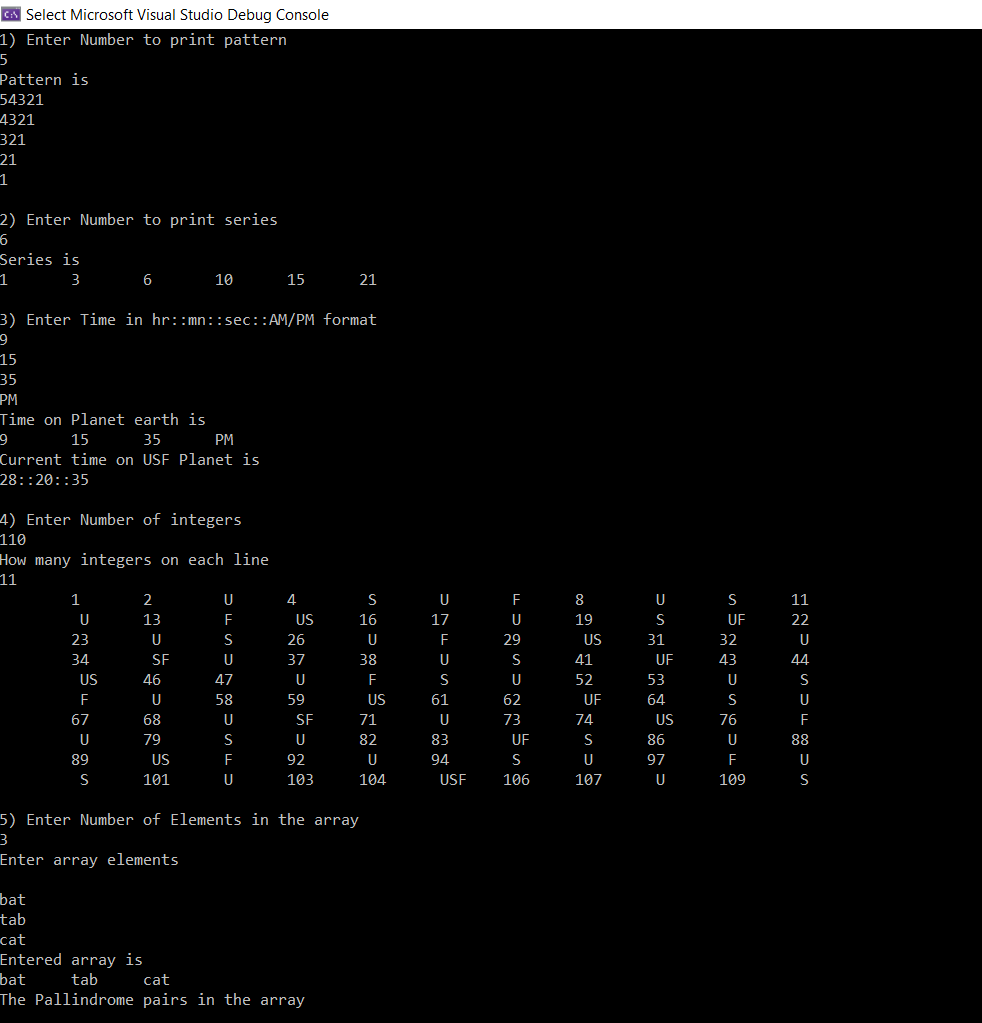 Select Microsoft Visual Studio Debug Console
1) Enter Number to print pattern
5
Pattern is
54321
4321
321
21
1
2) Enter Number to print series
6
Series is
1 3 6 10 15 21
3) Enter Time in hr::mn::sec::AM/PM format
9
15
35
PM
Time on Planet earth is
9 15 35 PM
Current time on USF Planet is
28::20::35
4) Enter Number of integers
110
How many integers on each line
11
1 2 U 4 S U F 8 U S 11
U 13 F US 16 17 U 19 S UF 22
23 U S 26 U F 29 US 31 32 U
34 SF U 37 38 U S 41 UF 43 44
US 46 47 U F S U 52 53 U S
F U 58 59 US 61 62 UF 64 S U
67 68 U SF 71 U 73 74 US 76 F
U 79 S U 82 83 UF S 86 U 88
89 US F 92 U 94 S U 97 F U
S 101 U 103 104 USF 106 107 U 109 S
5) Enter Number of Elements in the array
3
Enter array elements
bat
tab
cat
Entered array is
bat tab cat
The Pallindrome pairs in the array